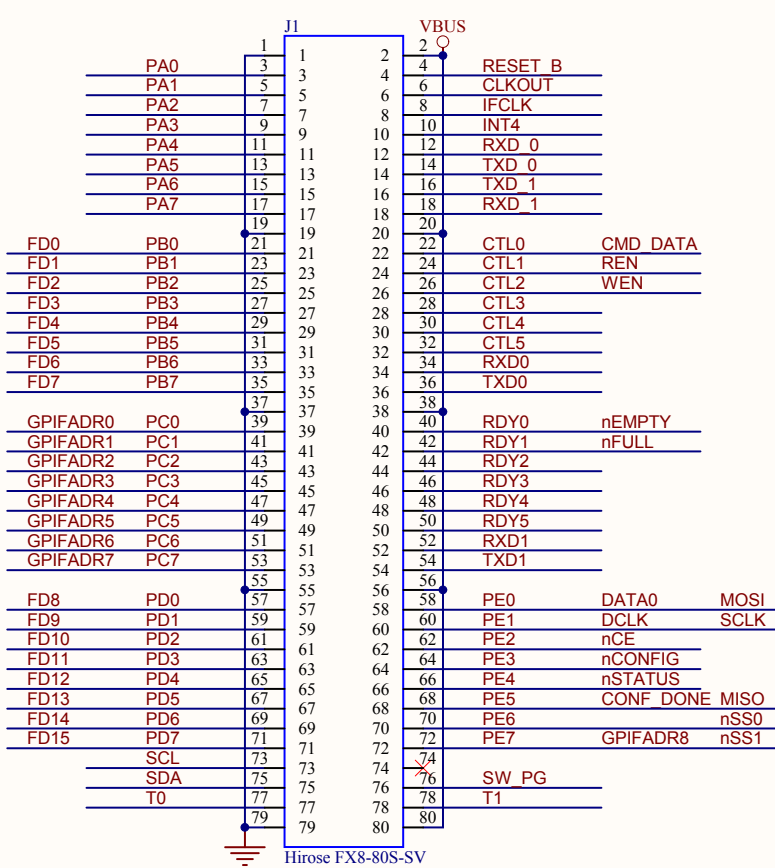 J1 VBUS
1 1 2 2
PA0 3 3 4 4 RESET_B
PA1 5 5 6 6 CLKOUT
PA2 7 7 8 8 IFCLK
PA3 9 9 10 10 INT4
PA4 11 11 12 12 RXD_0
PA5 13 13 14 14 TXD_0
PA6 15 15 16 16 TXD_1
PA7 17 17 18 18 RXD_1
19 19 20 20
FD0 PB0 21 21 22 22 CTL0 CMD_DATA
FD1 PB1 23 23 24 24 CTL1 REN
FD2 PB2 25 25 26 26 CTL2 WEN
FD3 PB3 27 27 28 28 CTL3
FD4 PB4 29 29 30 30 CTL4
FD5 PB5 31 31 32 32 CTL5
FD6 PB6 33 33 34 34 RXD0
FD7 PB7 35 35 36 36 TXD0
37 37 38 38
GPIFADR0 PC0 39 39 40 40 RDY0 nEMPTY
GPIFADR1 PC1 41 41 42 42 RDY1 nFULL
GPIFADR2 PC2 43 43 44 44 RDY2
GPIFADR3 PC3 45 45 46 46 RDY3
GPIFADR4 PC4 47 47 48 48 RDY4
GPIFADR5 PC5 49 49 50 50 RDY5
GPIFADR6 PC6 51 51 52 52 RXD1
GPIFADR7 PC7 53 53 54 54 TXD1
55 55 56 56
FD8 PD0 57 57 58 58 PE0 DATA0 MOSI
FD9 PD1 59 59 60 60 PE1 DCLK SCLK
FD10 PD2 61 61 62 62 PE2 nCE
FD11 PD3 63 63 64 64 PE3 nCONFIG
FD12 PD4 65 65 66 66 PE4 nSTATUS
FD13 PD5 67 67 68 68 PE5 CONF_DONE MISO
FD14 PD6 69 69 70 70 PE6 nSS0
FD15 PD7 71 71 72 72 PE7 GPIFADR8 nSS1
SCL 73 73 74 74
SDA 75 75 76 76 SW_PG
T0 77 77 78 78 T1
79 79 80 80
Hirose FX8-80S-SV